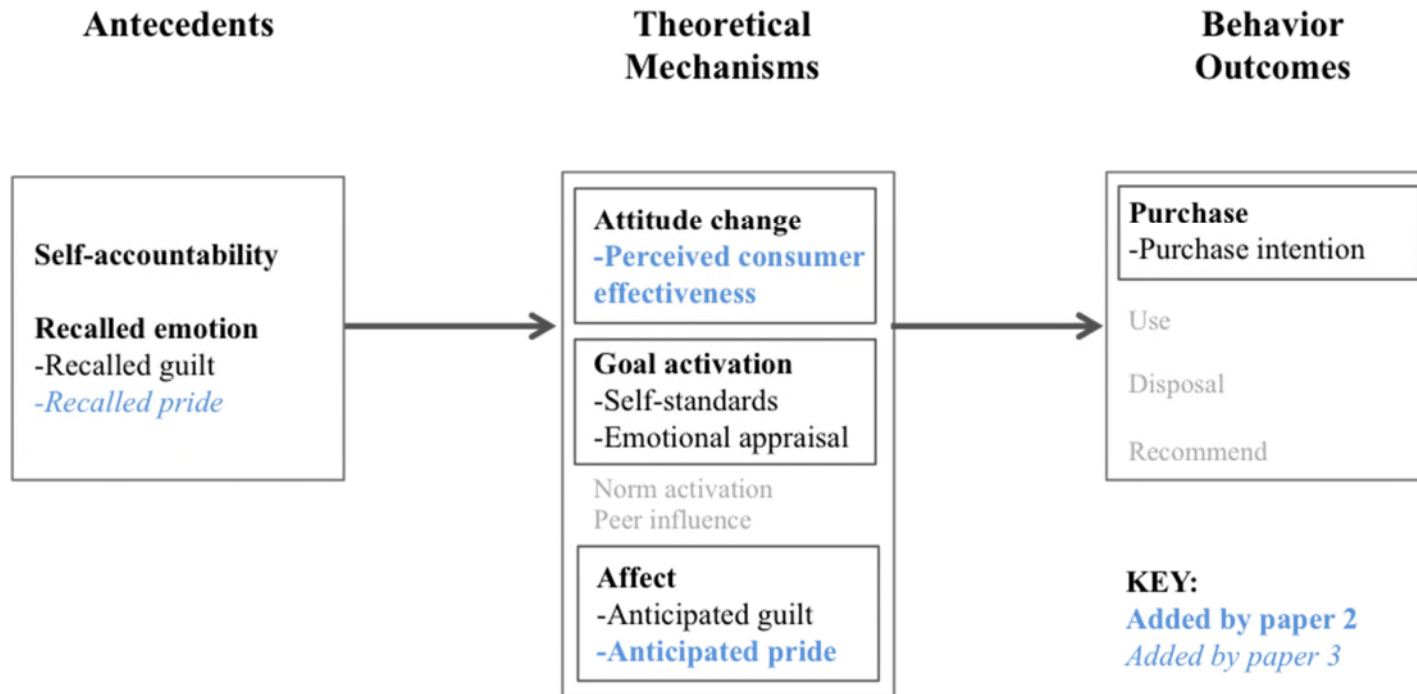 Antecedents
Theoretical
Mechanisms
Behavior
Outcomes
Self-accountability
Recalled emotion
-Recalled guilt
-Recalled pride
Attitude change
-Perceived consumer
effectiveness
Goal activation
-Self-standards
-Emotional appraisal
Norm activation
Peer influence
Affect
-Anticipated guilt
-Anticipated pride
Purchase
-Purchase intention
Use
Disposal
Recommend
KEY:
Added by paper 2
Added by paper 3